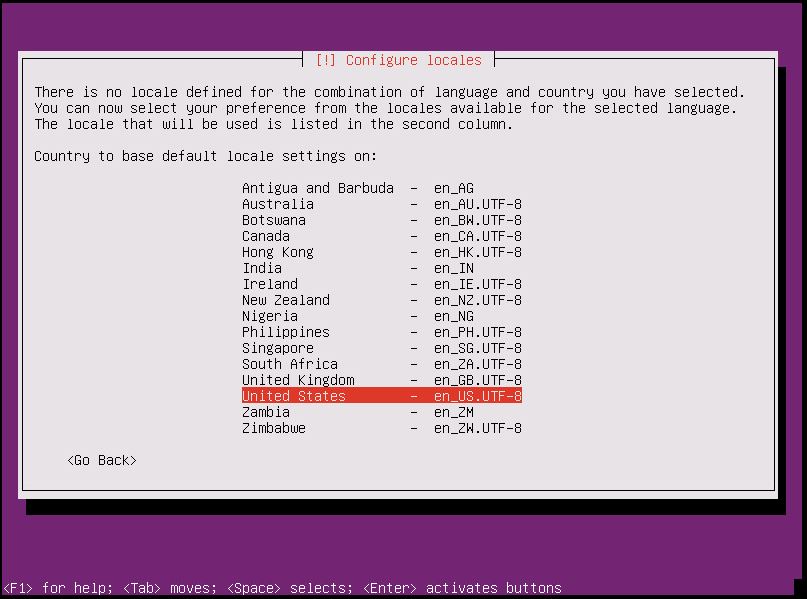 [!] Configure locales
There is no locale defined for the combination of language and country you have selected.
You can now select your preference from the locales available for the selected language.
The locale that will be used is listed in the second column.
Country to base default locale settings on:
Antigua and Barbuda – en_AG
Australia – en_AU.UTF-8
Botswana – en_BW.UTF-8
Canada – en_CA.UTF-8
Hong Kong – en_HK.UTF-8
India – en_IN
Ireland – en_IE.UTF-8
New Zealand – en_NZ.UTF-8
Nigeria – en_NG
Philippines – en_PH.UTF-8
Singapore – en_SG.UTF-8
South Africa – en_ZA.UTF-8
United Kingdom – en_GB.UTF-8
United States – en_US.UTF-8
Zambia – en_ZM
Zimbabwe – en_ZW.UTF-8
<Go Back>
<F1> for help; <Tab> moves; <Space> selects; <Enter> activates buttons